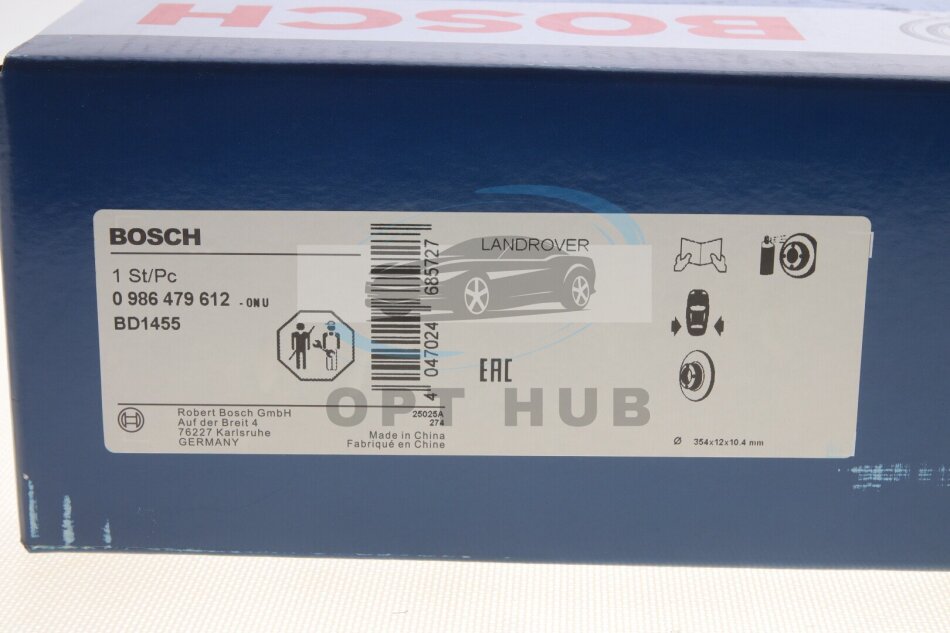 BOSCH
BOSCH
LANDROVER
1 St/Pc
0 986 479 612 - ONU
BD1455
4 047024 685727
EAC
OPT HUB
Robert Bosch GmbH
Auf der Breit 4
76227 Karlsruhe
GERMANY
25025A
274
Made in China
Fabriqué en Chine
Ø 354x12x10.4 mm